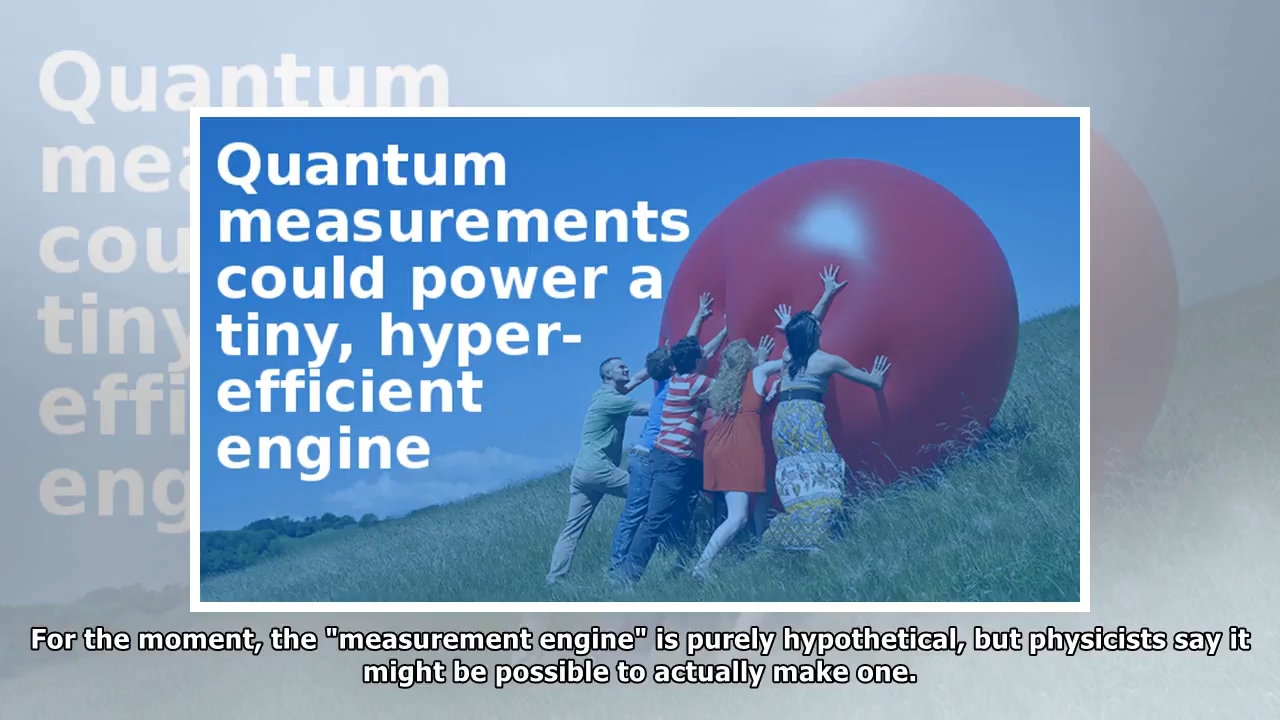 Quantum
measurements
could power a
tiny, hyper-
efficient
engine
For the moment, the "measurement engine" is purely hypothetical, but physicists say it
might be possible to actually make one.